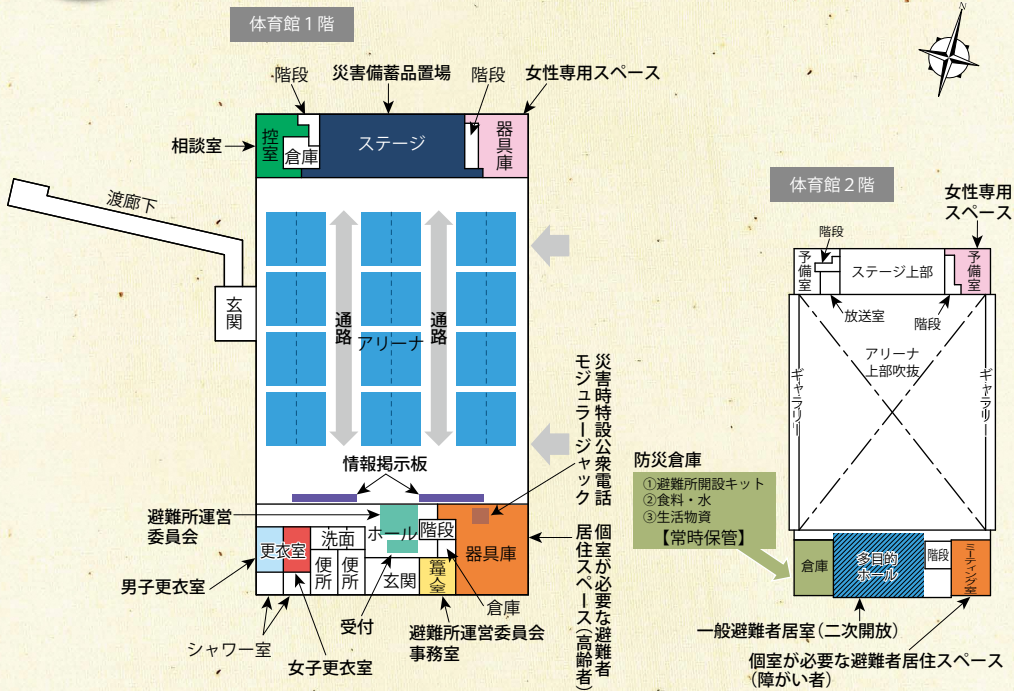 体育館1階
N
階段
災害備蓄品置場
階段
女性専用スペース
相談室
控室
倉庫
ステージ
器具庫
渡廊下
玄関
通路
アリーナ
通路
災害時特設公衆電話
モジュラージャック
情報掲示板
避難所運営
委員会
ホール
階段
器具庫
更衣室
洗面
便所
便所
玄関
管理人室
倉庫
男子更衣室
シャワー室
女子更衣室
受付
避難所運営委員会
事務室
個室が必要な避難者
居住スペース(高齢者)
体育館2階
女性専用
スペース
階段
予備室
ステージ上部
予備室
放送室
階段
アリーナ
上部吹抜
ギャラリー
ギャラリー
防災倉庫
①避難所開設キット
②食料・水
③生活物資
【常時保管】
倉庫
多目的
ホール
階段
ミーティング室
一般避難者居室(二次開放)
個室が必要な避難者居住スペース
(障がい者)